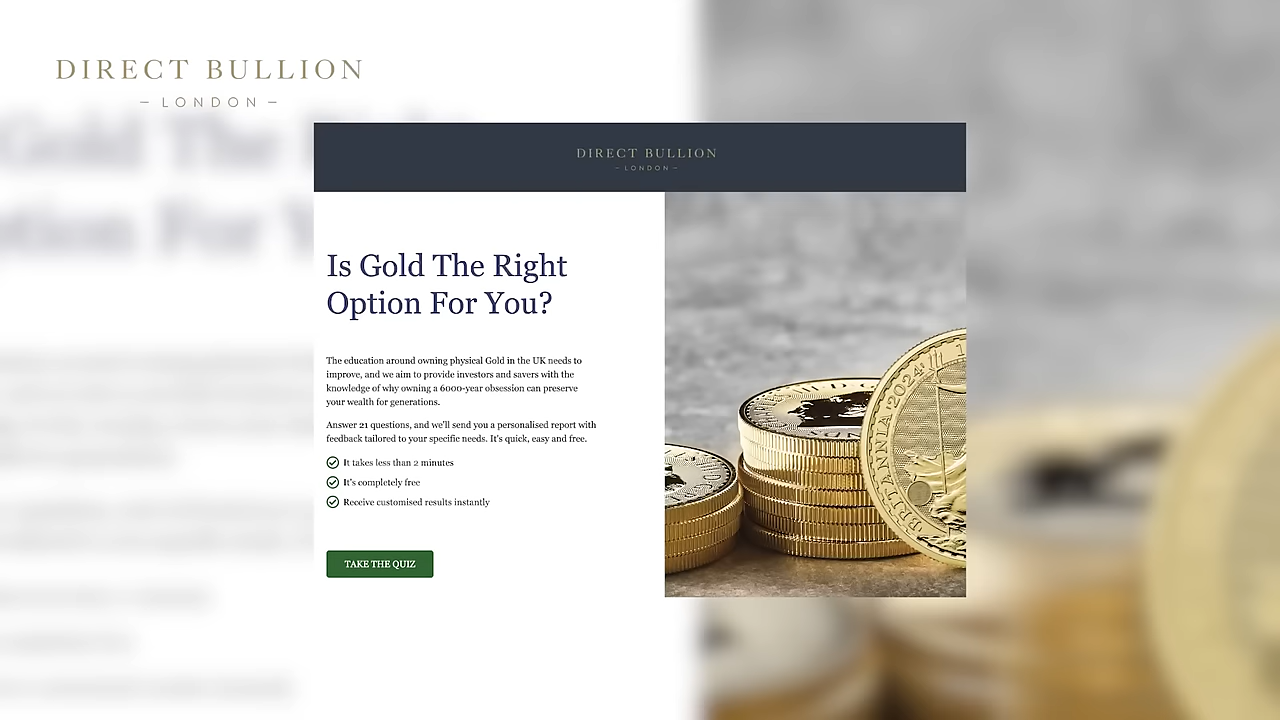 DIRECT BULLION
– LONDON –
DIRECT BULLION
– LONDON –
Is Gold The Right
Option For You?
The education around owning physical Gold in the UK needs to
improve, and we aim to provide investors and savers with the
knowledge of why owning a 6000-year obsession can preserve
your wealth for generations.
Answer 21 questions, and we'll send you a personalised report with
feedback tailored to your specific needs. It's quick, easy and free.
It takes less than 2 minutes
It's completely free
Receive customised results instantly
TAKE THE QUIZ
BRITANNIA 2024